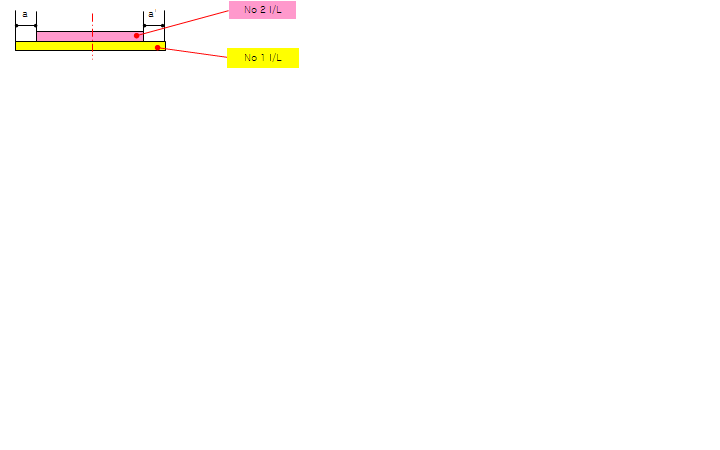 a
a'
No 2 I/L
No 1 I/L